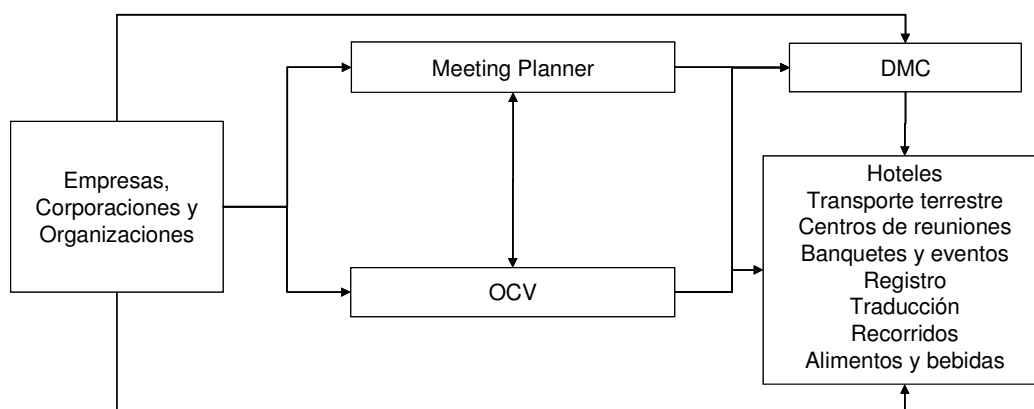 Meeting Planner
DMC
Empresas,
Corporaciones y
Organizaciones
OCV
Hoteles
Transporte terrestre
Centros de reuniones
Banquetes y eventos
Registro
Traducción
Recorridos
Alimentos y bebidas